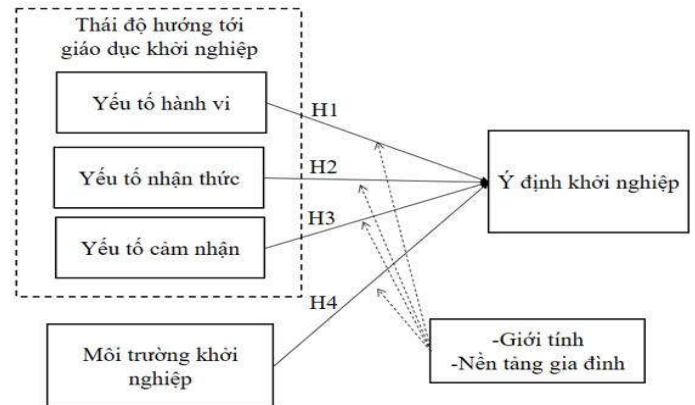 Thái độ hướng tới
giáo dục khởi nghiệp
Yếu tố hành vi
H1
Yếu tố nhận thức
H2
Ý định khởi nghiệp
Yếu tố cảm nhận
H3
H4
Môi trường khởi
nghiệp
-Giới tính
-Nền tảng gia đình